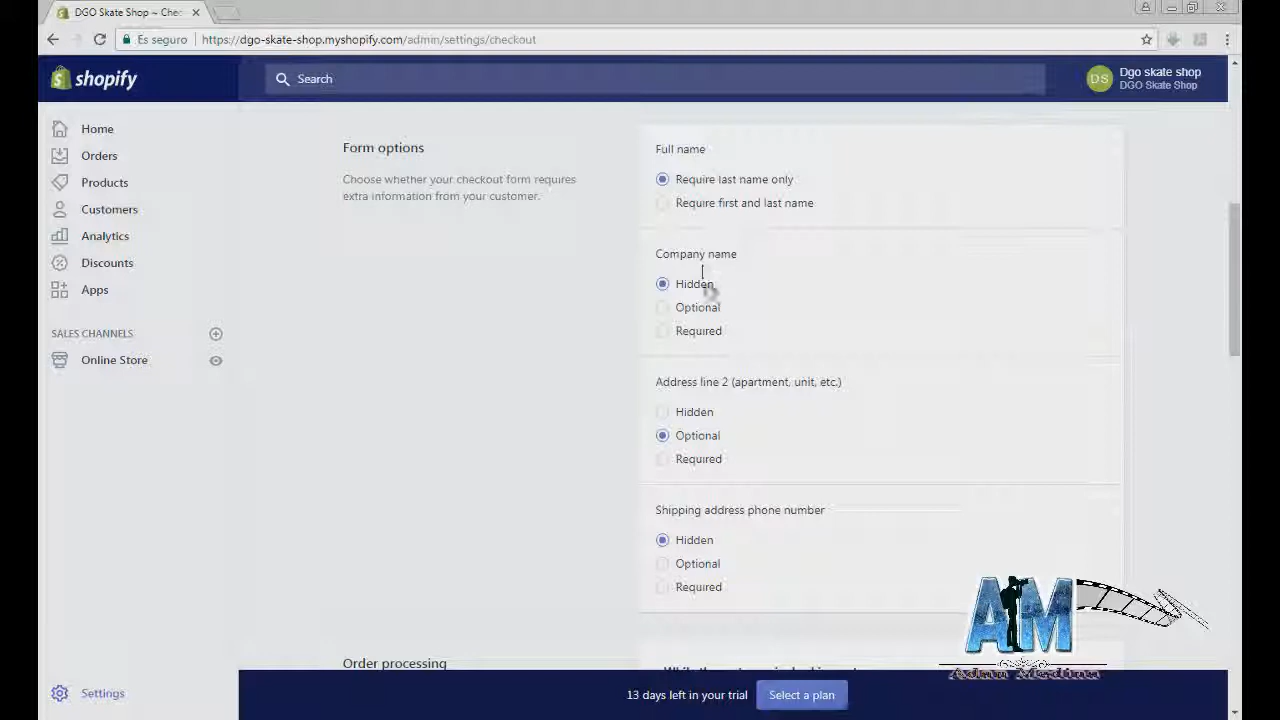 DGO Skate Shop ~ Chec
Es seguro
https://dgo-skate-shop.myshopify.com/admin/settings/checkout
shopify
Search
DS
Dgo skate shop
DGO Skate Shop
Home
Orders
Products
Customers
Analytics
Discounts
Apps
SALES CHANNELS
Online Store
Settings
Form options
Choose whether your checkout form requires
extra information from your customer.
Full name
Require last name only
Require first and last name
Company name
Hidden
Optional
Required
Address line 2 (apartment, unit, etc.)
Hidden
Optional
Required
Shipping address phone number
Hidden
Optional
Required
Order processing
13 days left in your trial
Select a plan
AM
Adan Medina